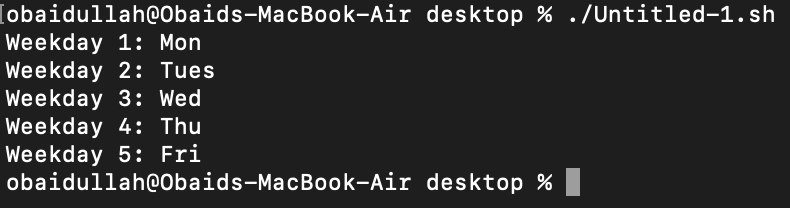 obaidullah@Obaids-MacBook-Air desktop % ./Untitled-1.sh
Weekday 1: Mon
Weekday 2: Tues
Weekday 3: Wed
Weekday 4: Thu
Weekday 5: Fri
obaidullah@Obaids-MacBook-Air desktop %